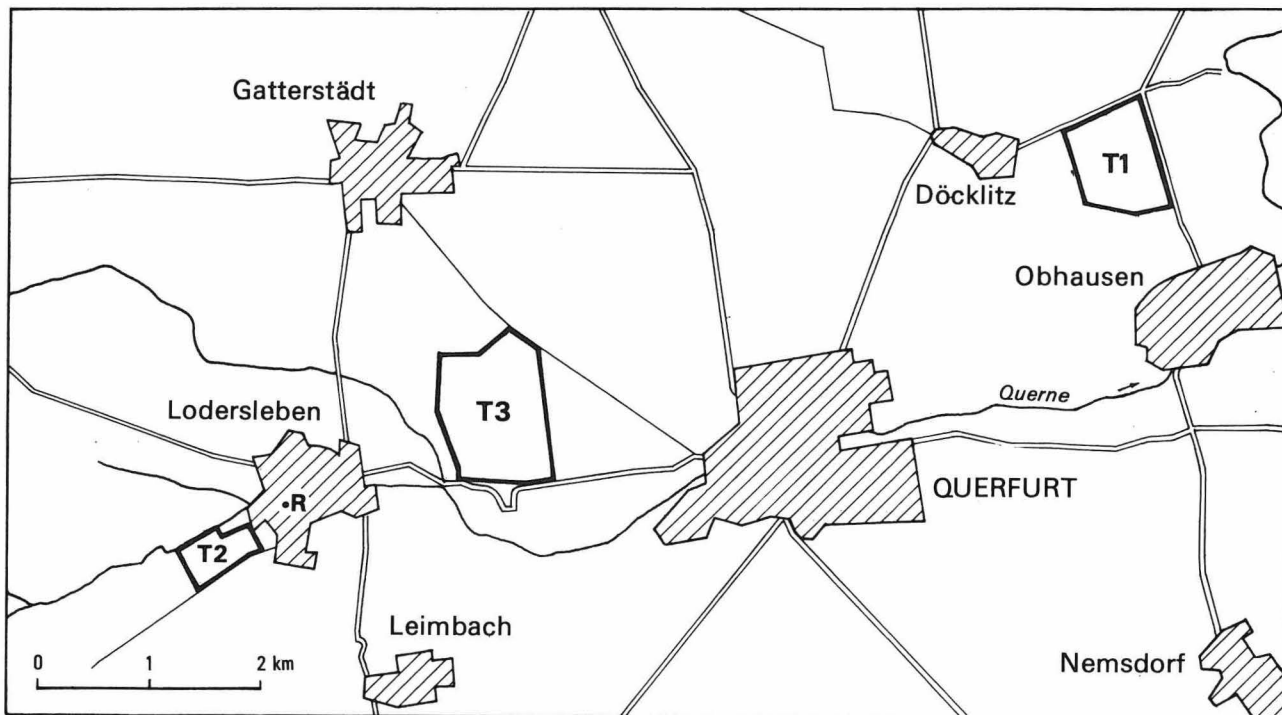 Gatterstädt
T1
Döcklitz
Obhausen
Lodersleben
T3
Querne
QUERFURT
R
T2
Leimbach
Nemsdorf
0 1 2 km